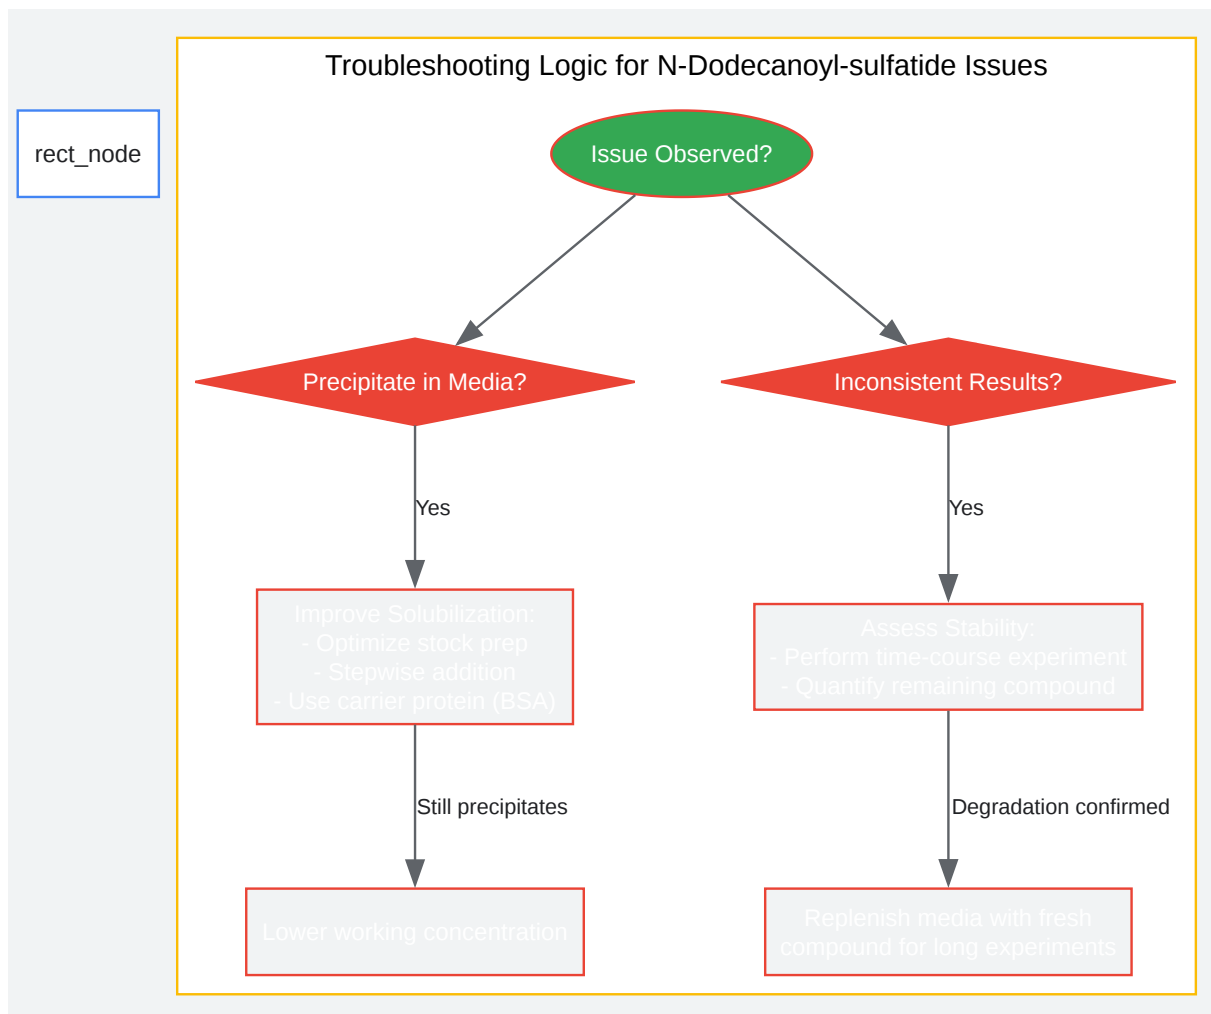 Troubleshooting Logic for N-Dodecanoyl-sulfatide Issues
rect_node
Issue Observed?
Precipitate in Media?
Inconsistent Results?
Yes
Yes
Improve Solubilization:
- Optimize stock prep
- Stepwise addition
- Use carrier protein (BSA)
Assess Stability:
- Perform time-course experiment
- Quantify remaining compound
Still precipitates
Degradation confirmed
Lower working concentration
Replenish media with fresh
compound for long experiments